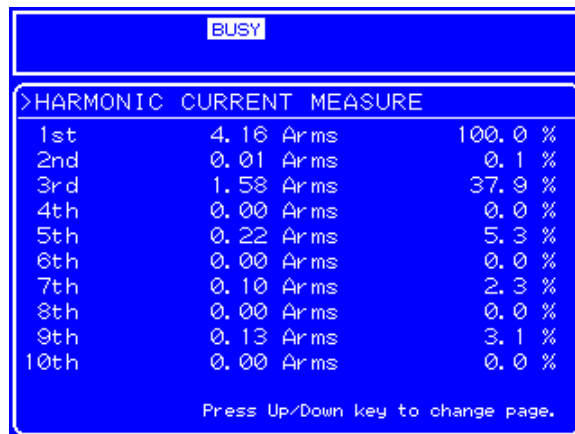 BUSY
>HARMONIC CURRENT MEASURE
1st 4.16 Arms 100.0 %
2nd 0.01 Arms 0.1 %
3rd 1.58 Arms 37.9 %
4th 0.00 Arms 0.0 %
5th 0.22 Arms 5.3 %
6th 0.00 Arms 0.0 %
7th 0.10 Arms 2.3 %
8th 0.00 Arms 0.0 %
9th 0.13 Arms 3.1 %
10th 0.00 Arms 0.0 %
Press Up/Down key to change page.